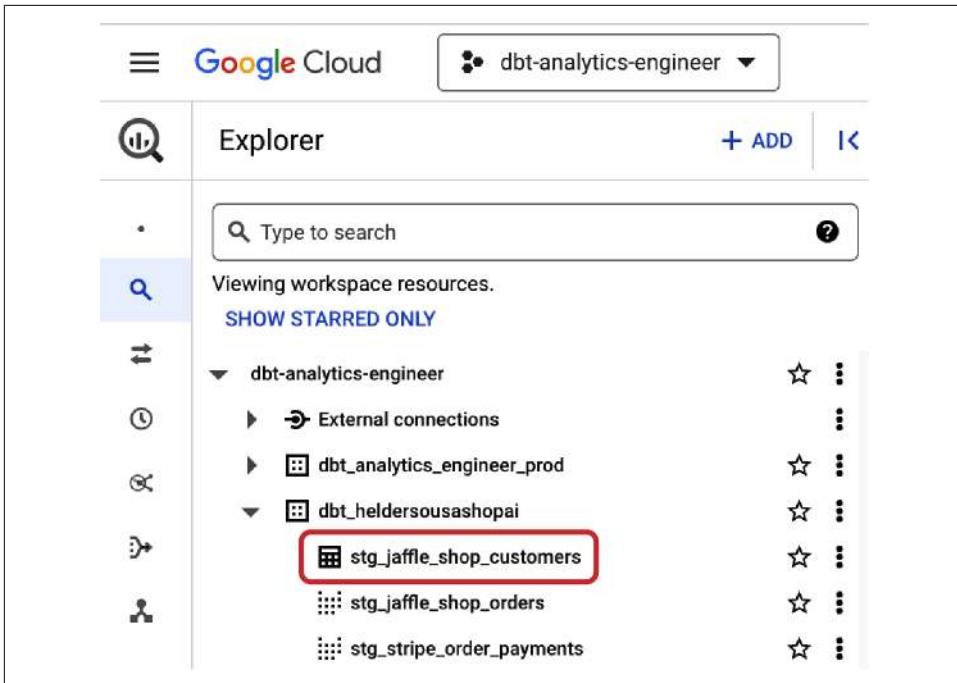 Google Cloud dbt-analytics-engineer
Explorer + ADD
Type to search
Viewing workspace resources.
SHOW STARRED ONLY
dbt-analytics-engineer
External connections
dbt_analytics_engineer_prod
dbt_heldersousashopai
stg_jaffle_shop_customers
stg_jaffle_shop_orders
stg_stripe_order_payments